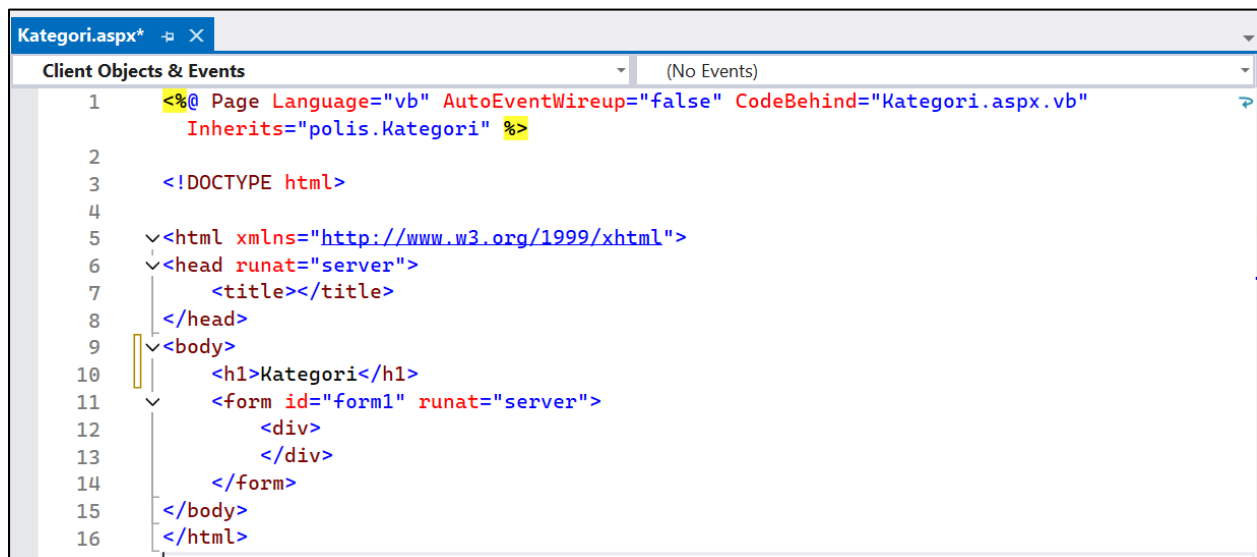 Kategori.aspx*
Client Objects & Events (No Events)
1 <%@ Page Language="vb" AutoEventWireup="false" CodeBehind="Kategori.aspx.vb"
Inherits="polis.Kategori" %>
2
3 <!DOCTYPE html>
4
5 <html xmlns="http://www.w3.org/1999/xhtml">
6 <head runat="server">
7 <title></title>
8 </head>
9 <body>
10 <h1>Kategori</h1>
11 <form id="form1" runat="server">
12 <div>
13 </div>
14 </form>
15 </body>
16 </html>